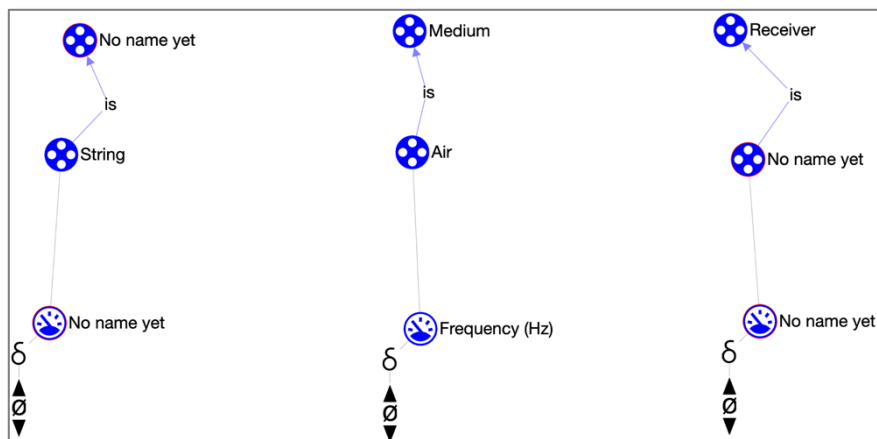 No name yet
Medium
Receiver
is
is
is
String
Air
No name yet
No name yet
Frequency (Hz)
No name yet
δ
δ
δ
Ø
Ø
Ø